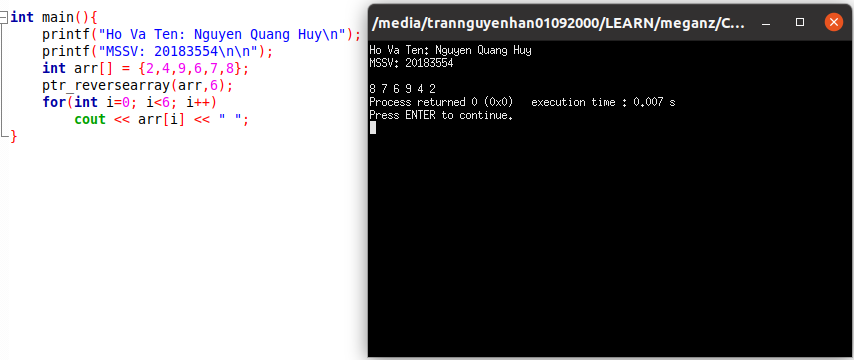 int main(){
    printf("Ho Va Ten: Nguyen Quang Huy\n");
    printf("MSSV: 20183554\n\n");
    int arr[] = {2,4,9,6,7,8};
    ptr_reversearray(arr,6);
    for(int i=0; i<6; i++)
        cout << arr[i] << " ";
}
/media/trannguyenhan01092000/LEARN/meganz/C...
Ho Va Ten: Nguyen Quang Huy
MSSV: 20183554

8 7 6 9 4 2
Process returned 0 (0x0)   execution time : 0.007 s
Press ENTER to continue.